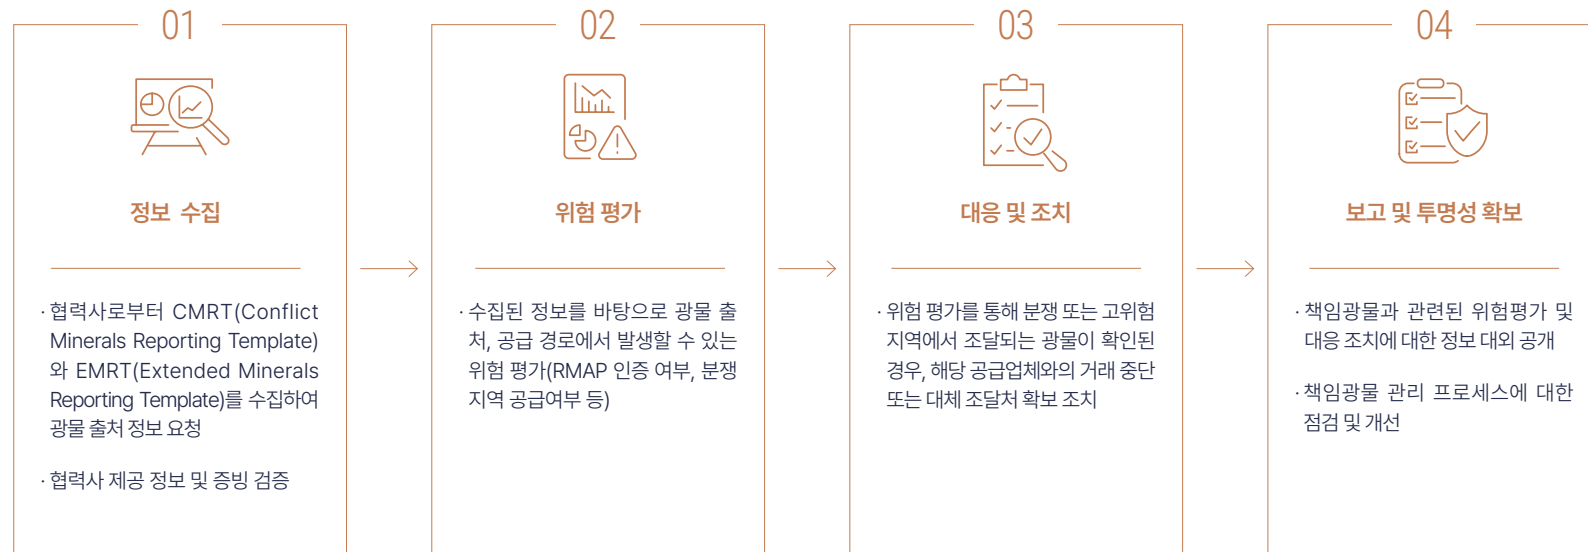 01
정보 수집
· 협력사로부터 CMRT(Conflict
Minerals Reporting Template)
와 EMRT(Extended Minerals
Reporting Template)를 수집하여
광물 출처 정보 요청
· 협력사 제공 정보 및 증빙 검증
02
위험 평가
· 수집된 정보를 바탕으로 광물 출
처, 공급 경로에서 발생할 수 있는
위험 평가(RMAP 인증 여부, 분쟁
지역 공급여부 등)
03
대응 및 조치
· 위험 평가를 통해 분쟁 또는 고위험
지역에서 조달되는 광물이 확인된
경우, 해당 공급업체와의 거래 중단
또는 대체 조달처 확보 조치
04
보고 및 투명성 확보
· 책임광물과 관련된 위험평가 및
대응 조치에 대한 정보 대외 공개
· 책임광물 관리 프로세스에 대한
점검 및 개선